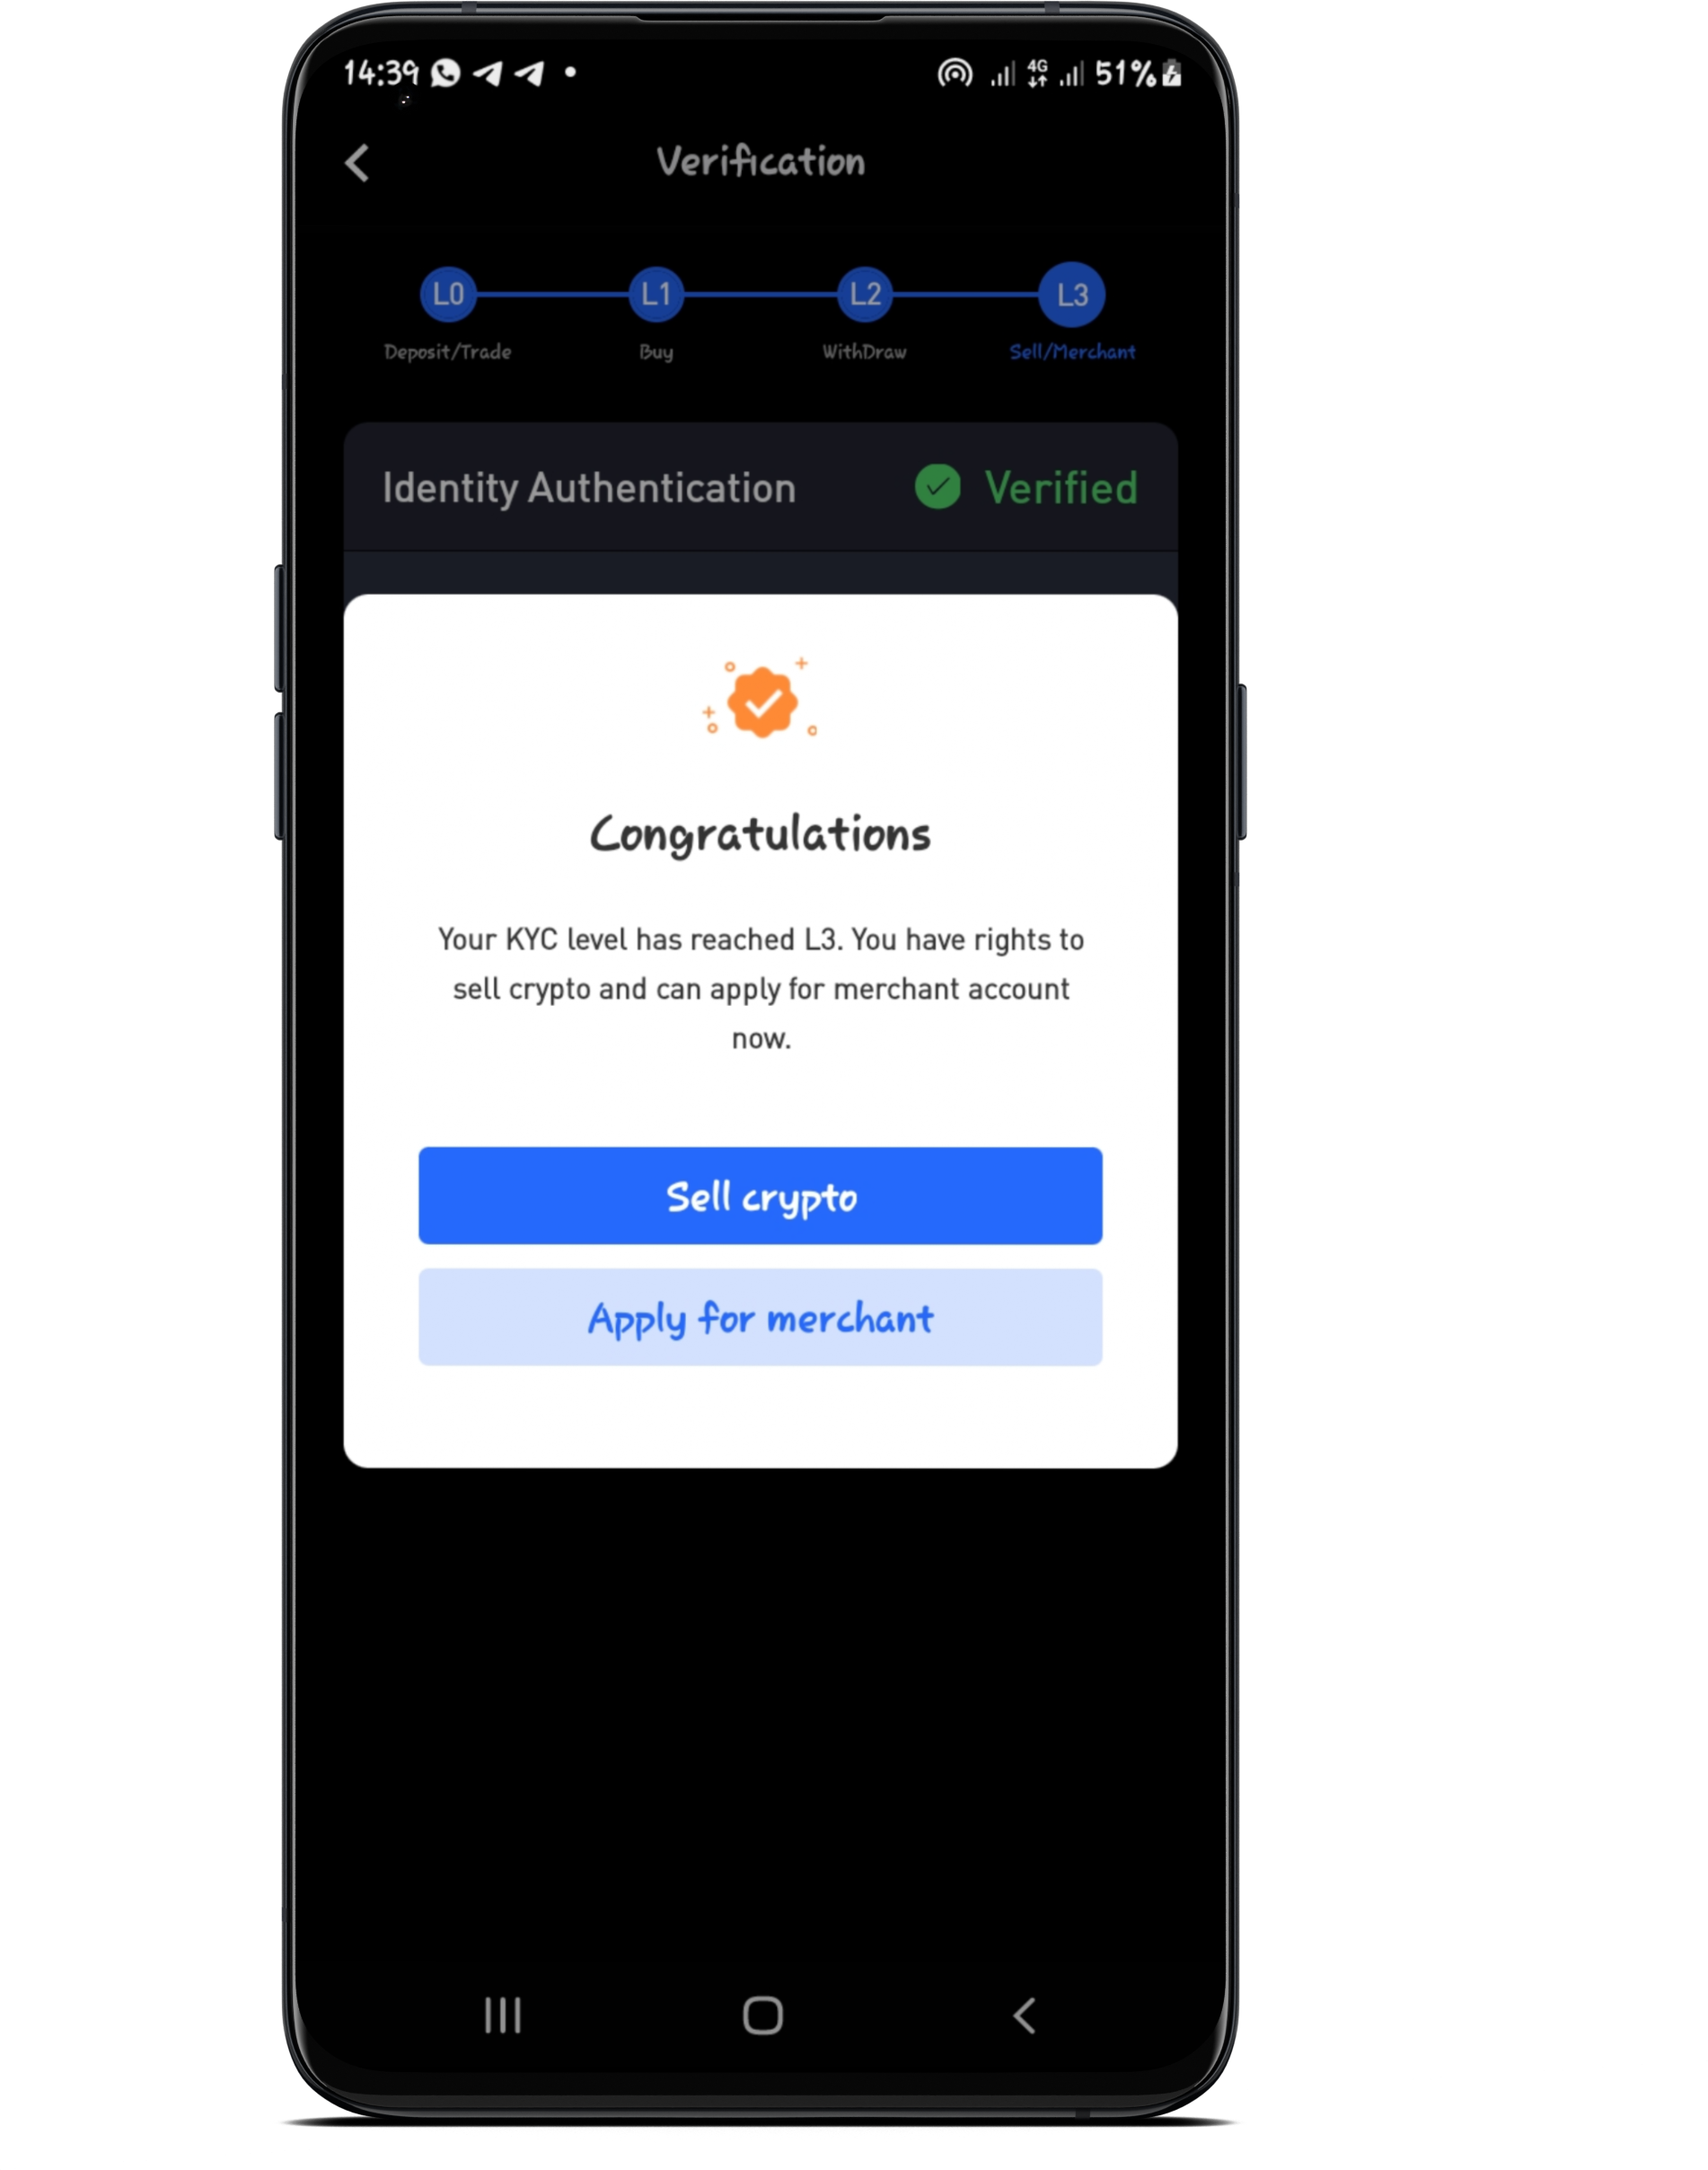 14:39 4G 51%
Verification
L0 L1 L2 L3
Deposit/Trade Buy WithDraw Sell/Merchant
Identity Authentication Verified
Congratulations
Your KYC level has reached L3. You have rights to
sell crypto and can apply for merchant account
now.
Sell crypto
Apply for merchant